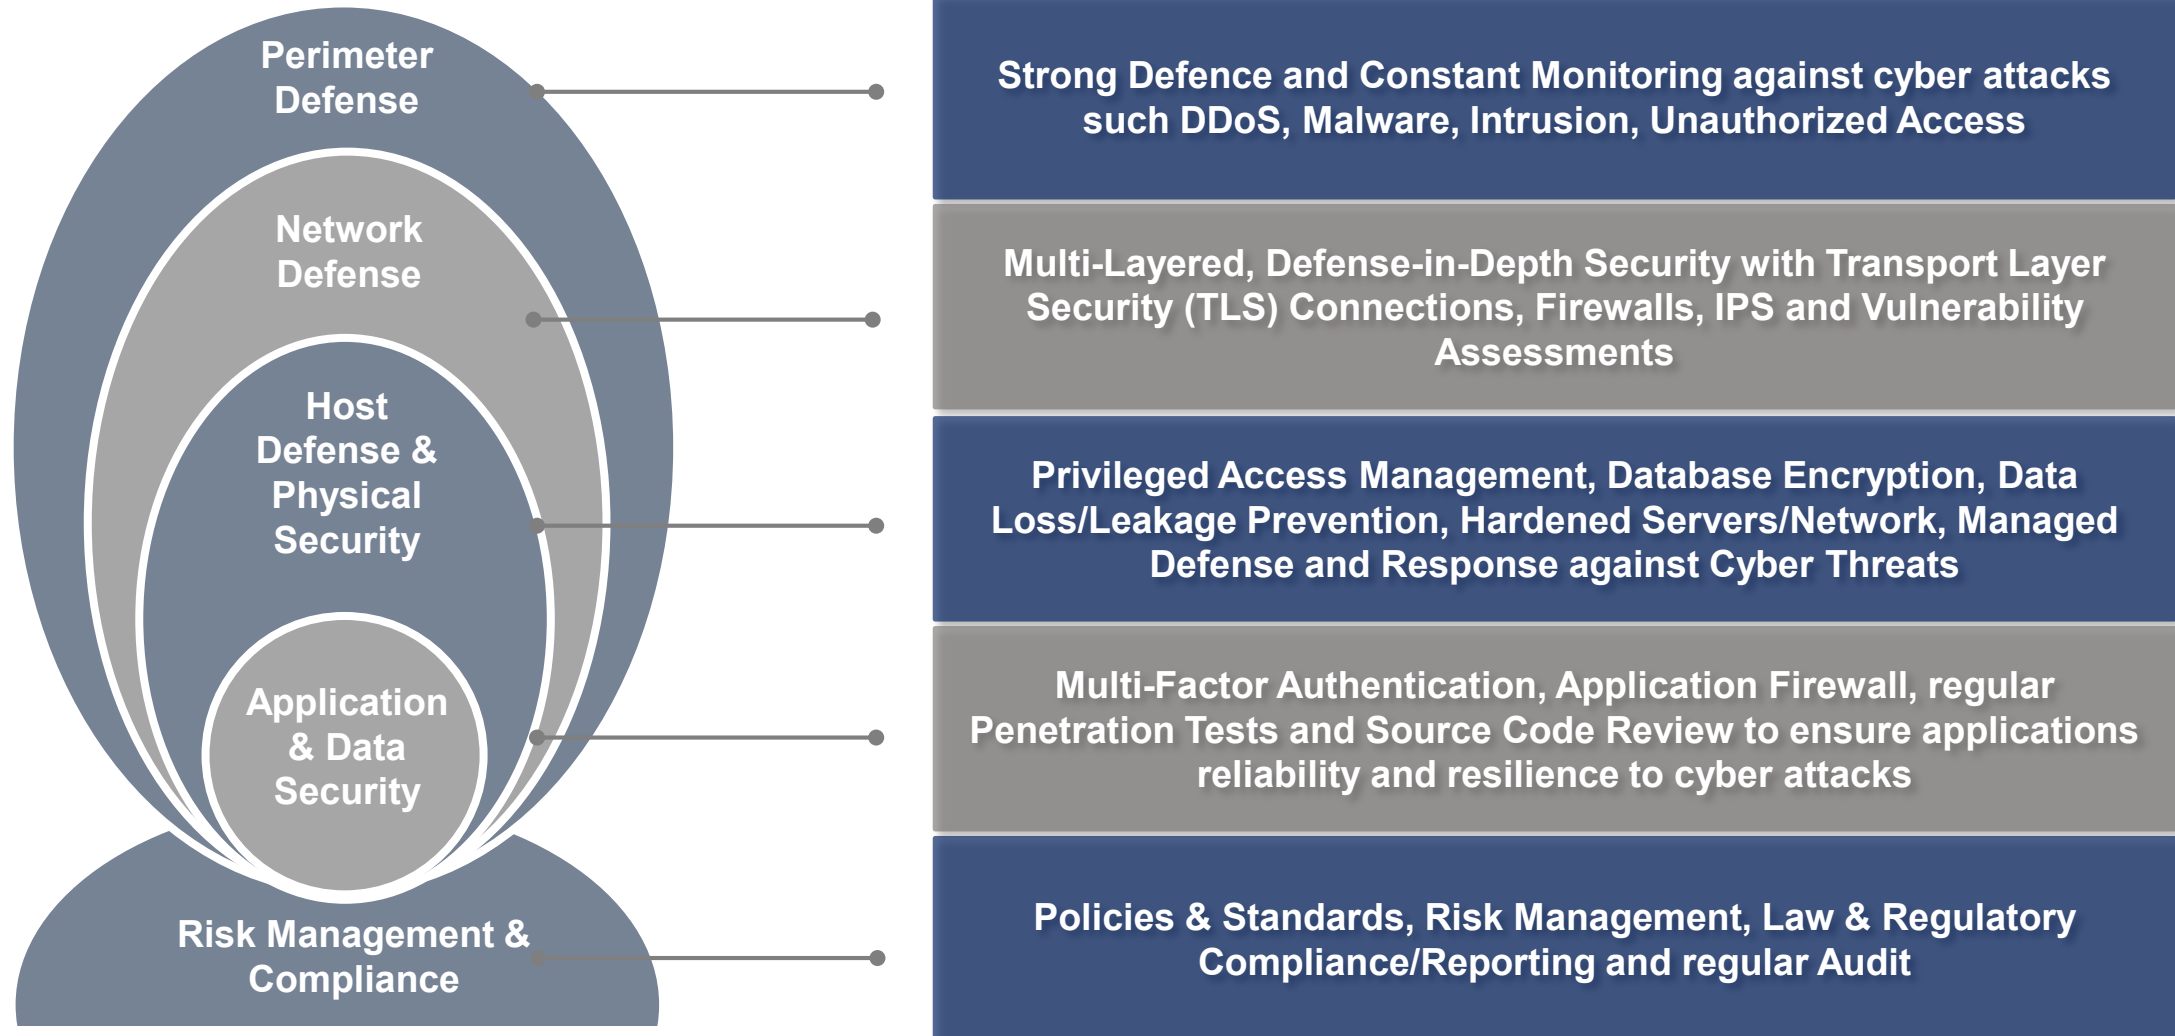 Perimeter
Defense
Strong Defence and Constant Monitoring against cyber attacks
such DDoS, Malware, Intrusion, Unauthorized Access
Network
Defense
Multi-Layered, Defense-in-Depth Security with Transport Layer
Security (TLS) Connections, Firewalls, IPS and Vulnerability
Assessments
Host
Defense &
Physical
Security
Privileged Access Management, Database Encryption, Data
Loss/Leakage Prevention, Hardened Servers/Network, Managed
Defense and Response against Cyber Threats
Application
& Data
Security
Multi-Factor Authentication, Application Firewall, regular
Penetration Tests and Source Code Review to ensure applications
reliability and resilience to cyber attacks
Risk Management &
Compliance
Policies & Standards, Risk Management, Law & Regulatory
Compliance/Reporting and regular Audit